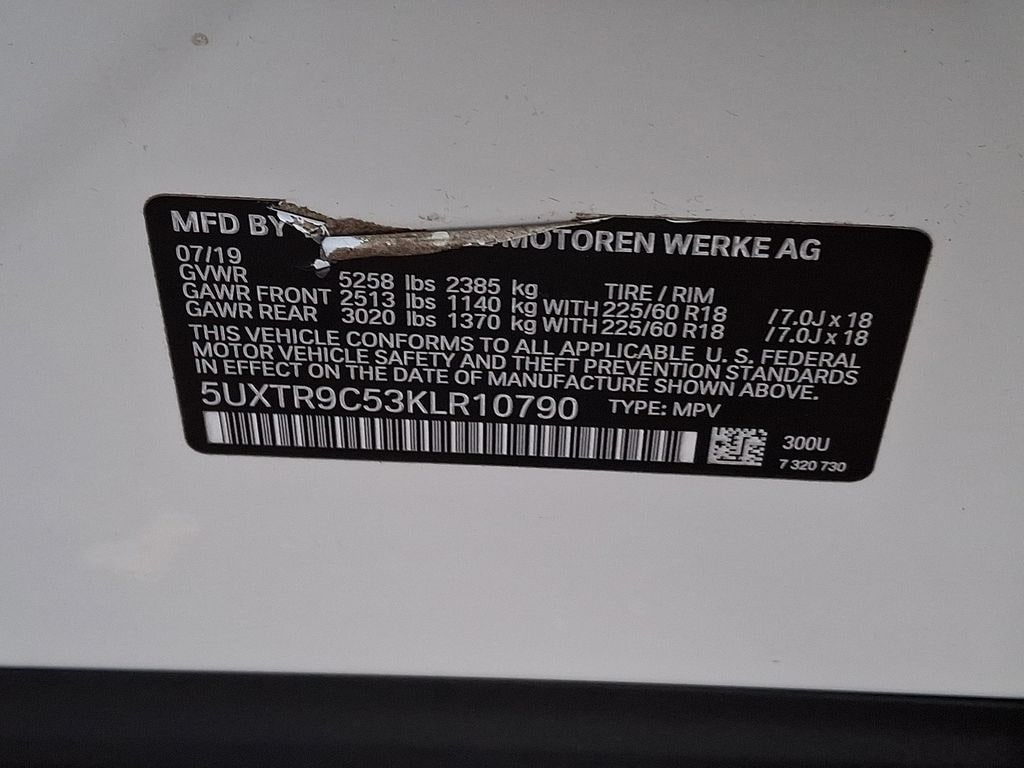 MFD BY MOTOREN WERKE AG
07/19
GVWR 5258 lbs 2385 kg TIRE / RIM
GAWR FRONT 2513 lbs 1140 kg WITH 225/60 R18 /7.0J x 18
GAWR REAR 3020 lbs 1370 kg WITH 225/60 R18 /7.0J x 18
THIS VEHICLE CONFORMS TO ALL APPLICABLE U. S. FEDERAL
MOTOR VEHICLE SAFETY AND THEFT PREVENTION STANDARDS
IN EFFECT ON THE DATE OF MANUFACTURE SHOWN ABOVE.
5UXTR9C53KLR10790 TYPE: MPV
300U
7 320 730